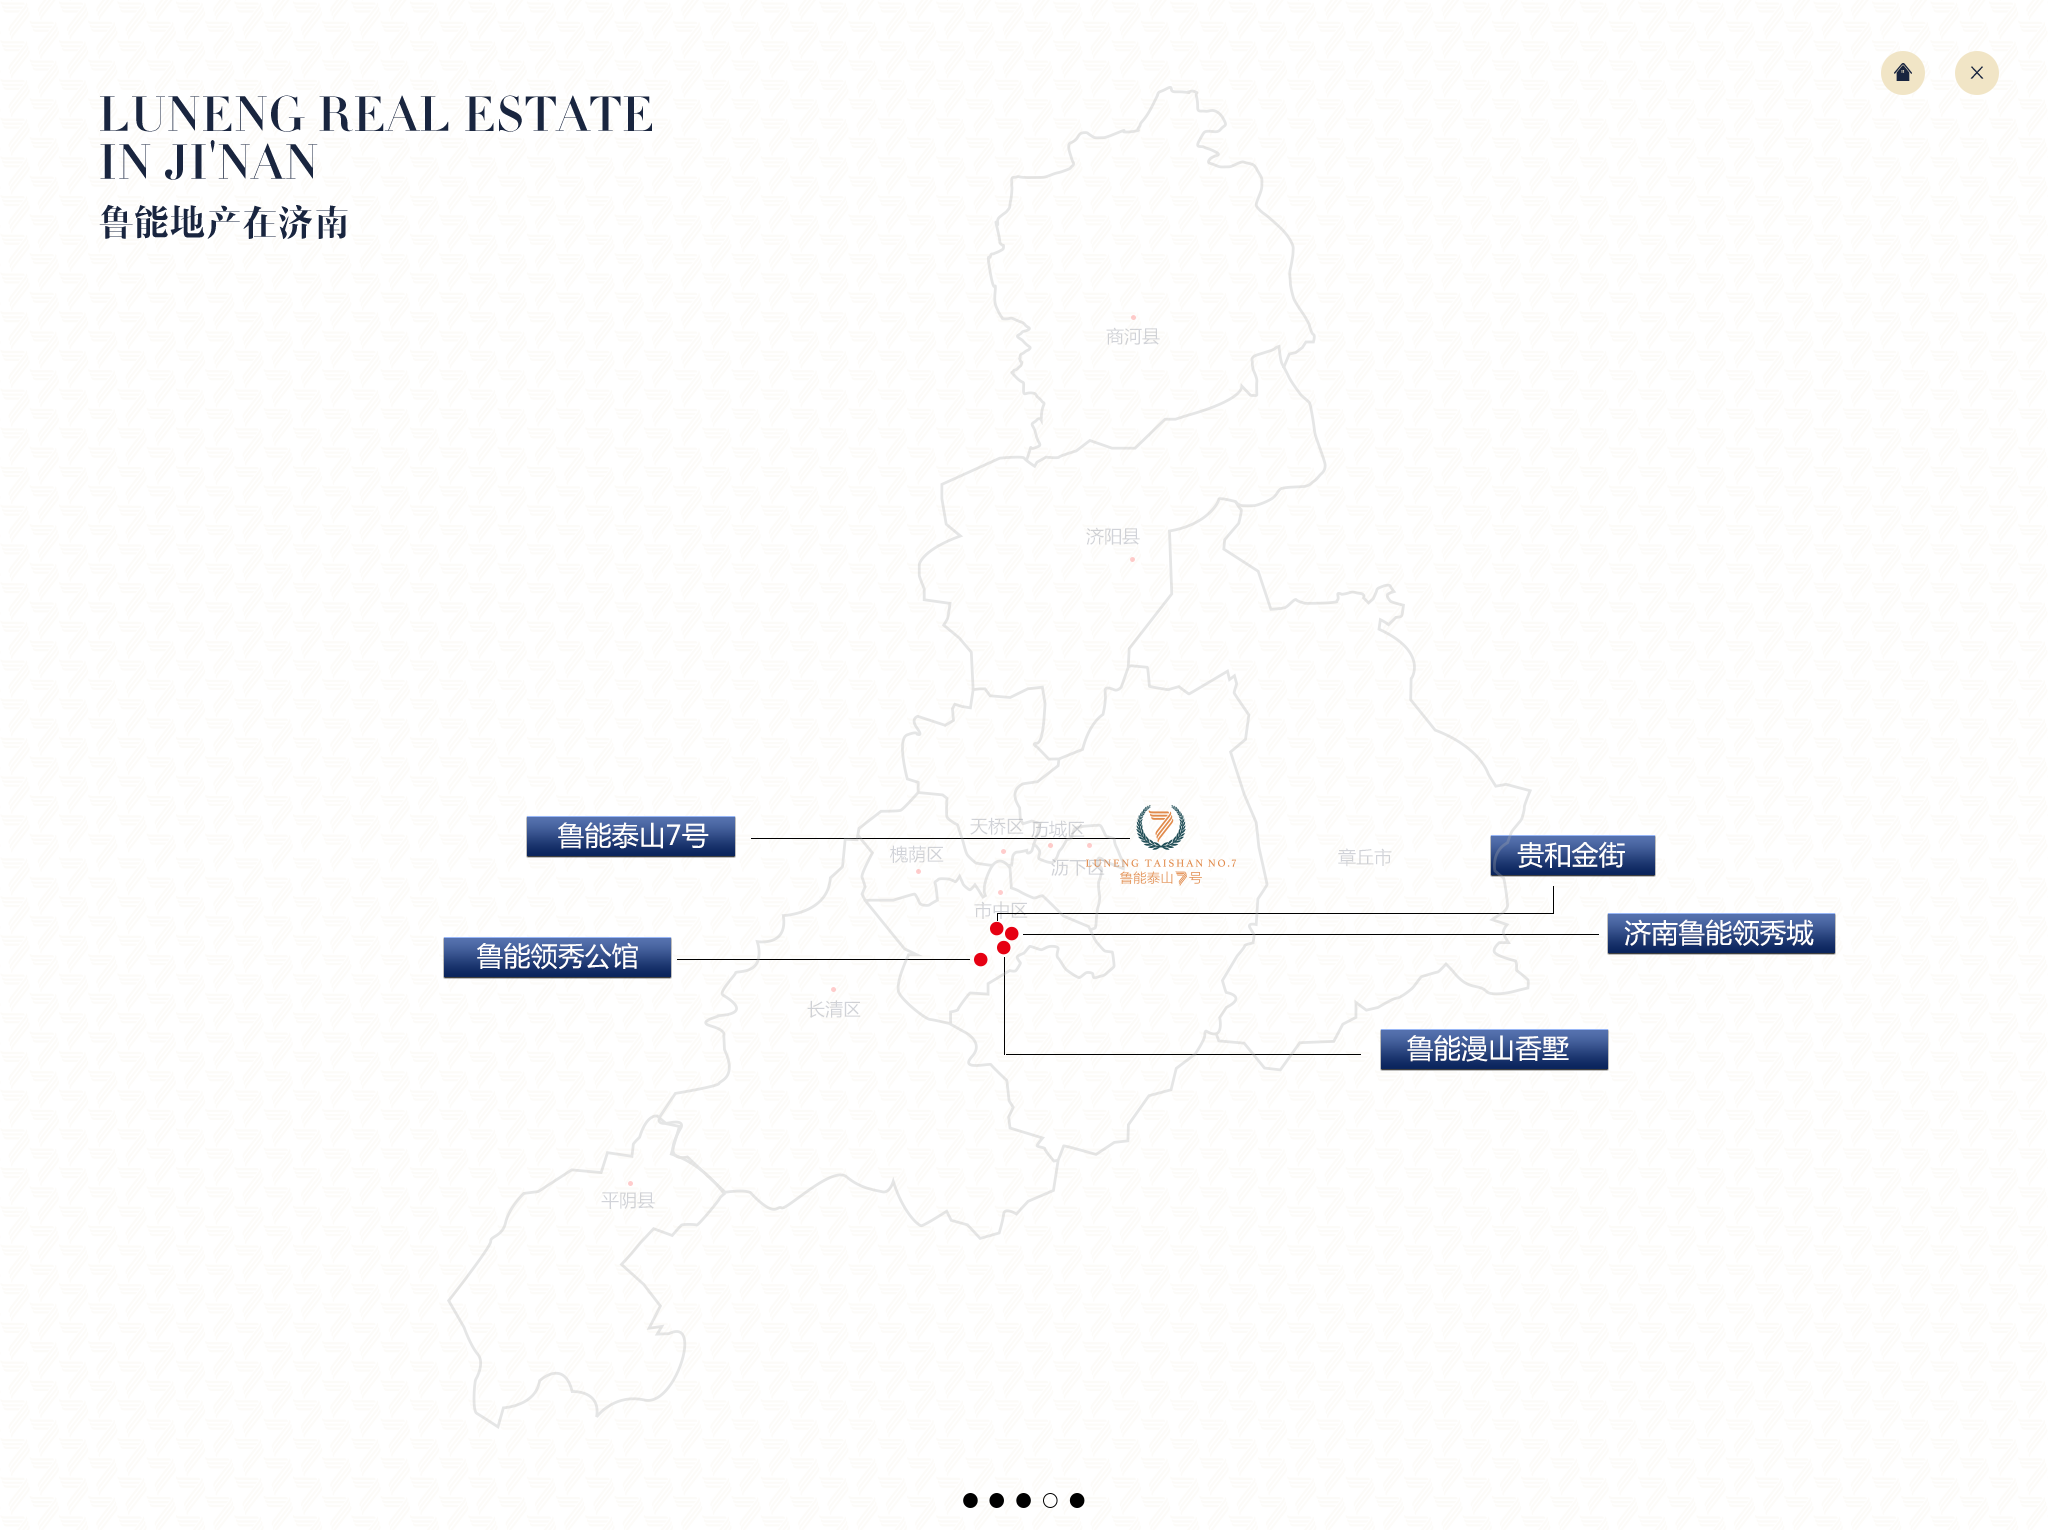 LUNENG REAL ESTATE
IN JI'NAN
鲁能地产在济南
商河县
济阳县
鲁能泰山7号
天桥区
历城区
槐荫区
沥下区
LUNENG TAISHAN NO.7
鲁能泰山7号
章丘市
贵和金街
市中区
济南鲁能领秀城
鲁能领秀公馆
长清区
鲁能漫山香墅
平阴县